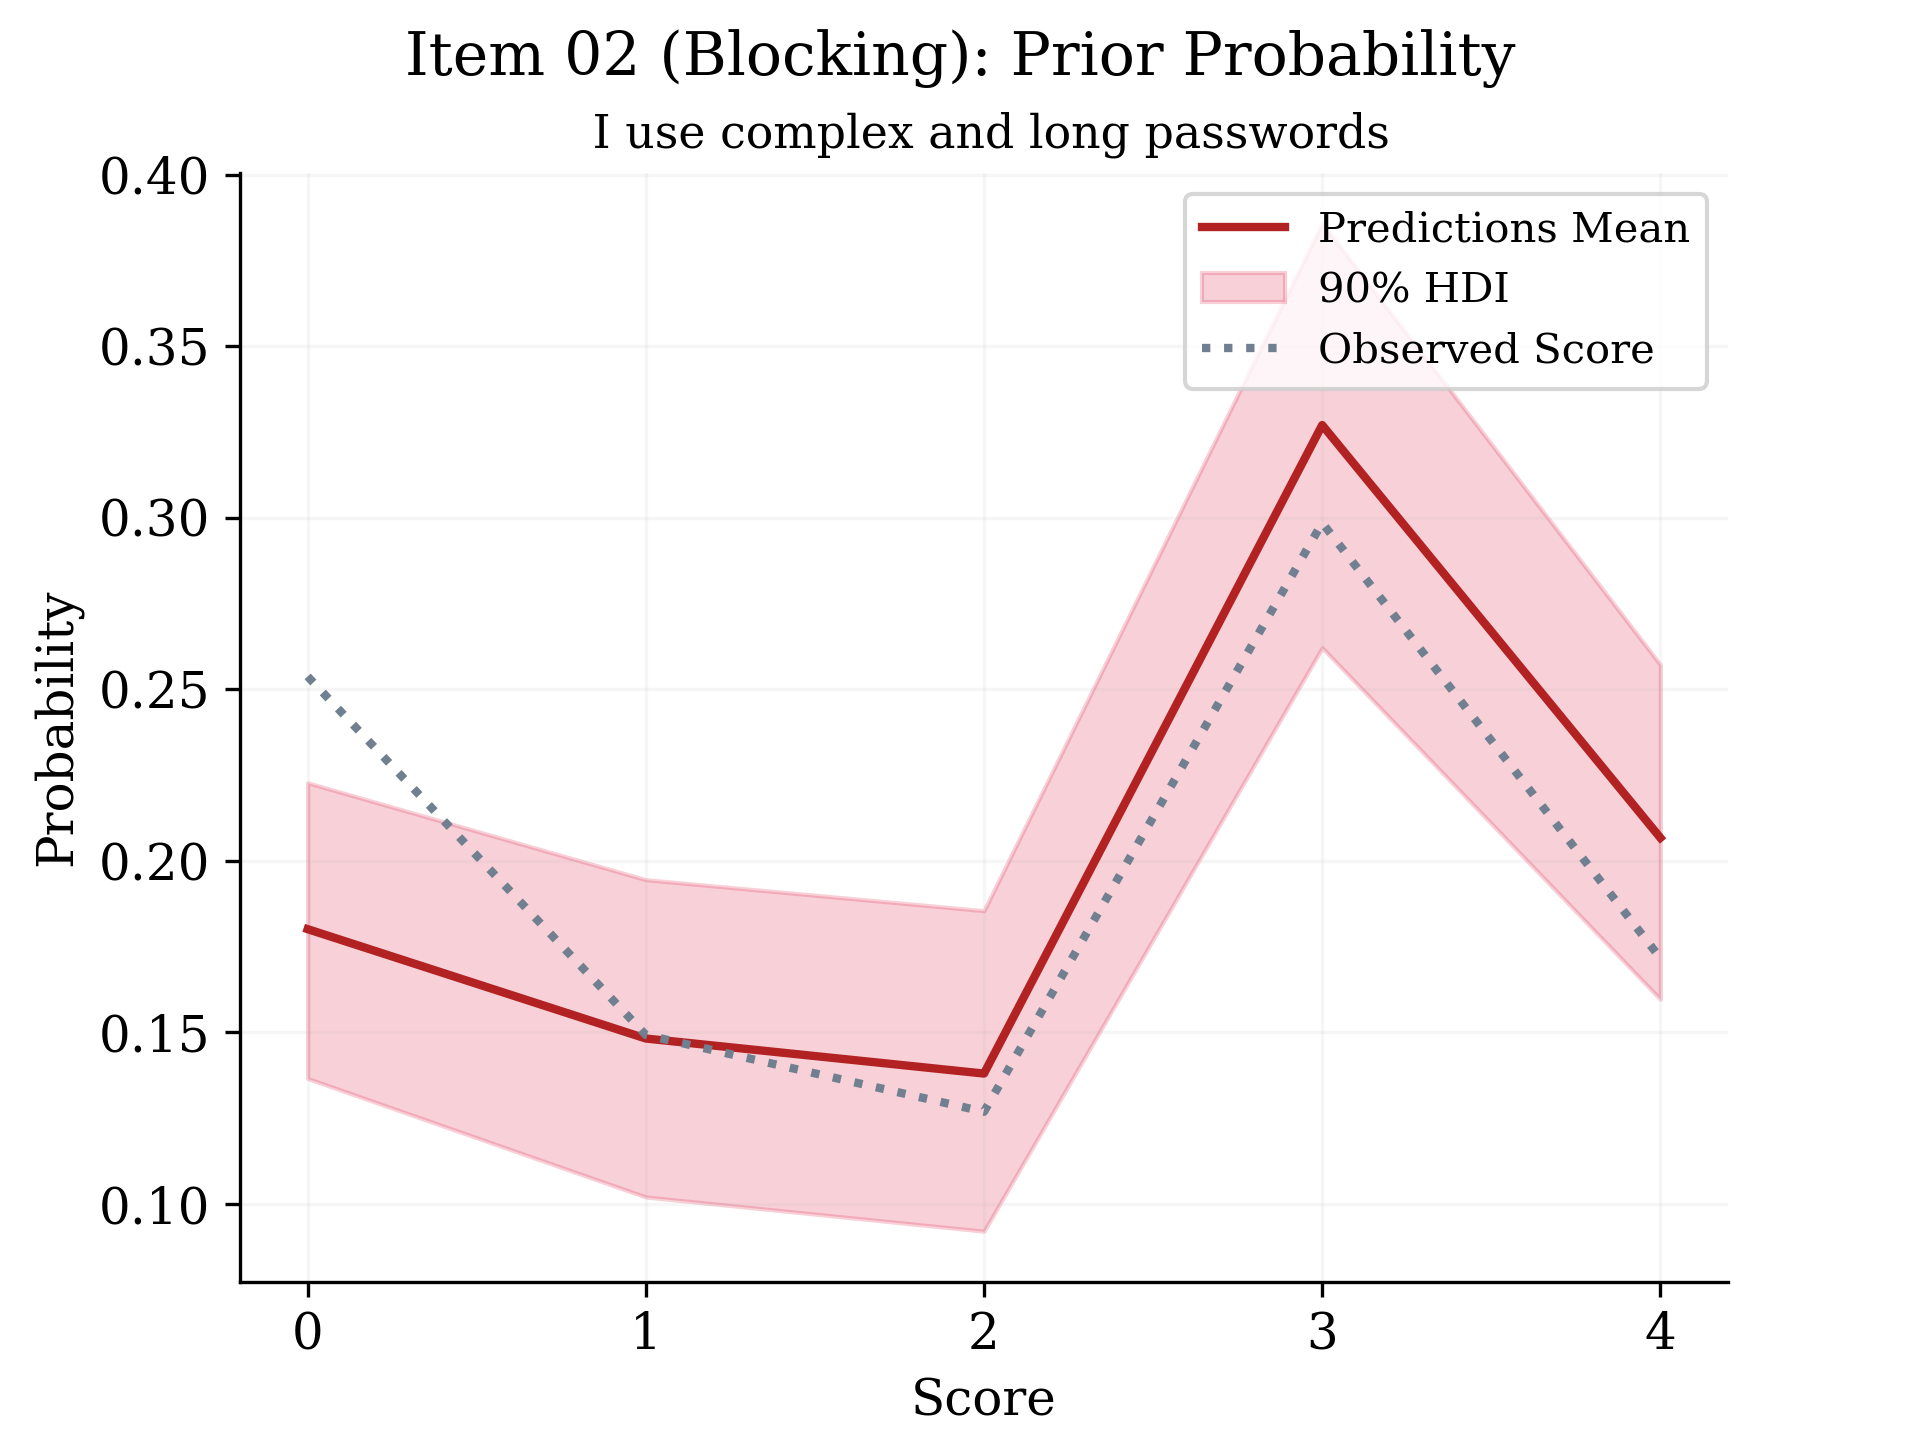 Item 02 (Blocking): Prior Probability
I use complex and long passwords
Predictions Mean
90% HDI
Observed Score
Probability
0.40
0.35
0.30
0.25
0.20
0.15
0.10
0 1 2 3 4
Score